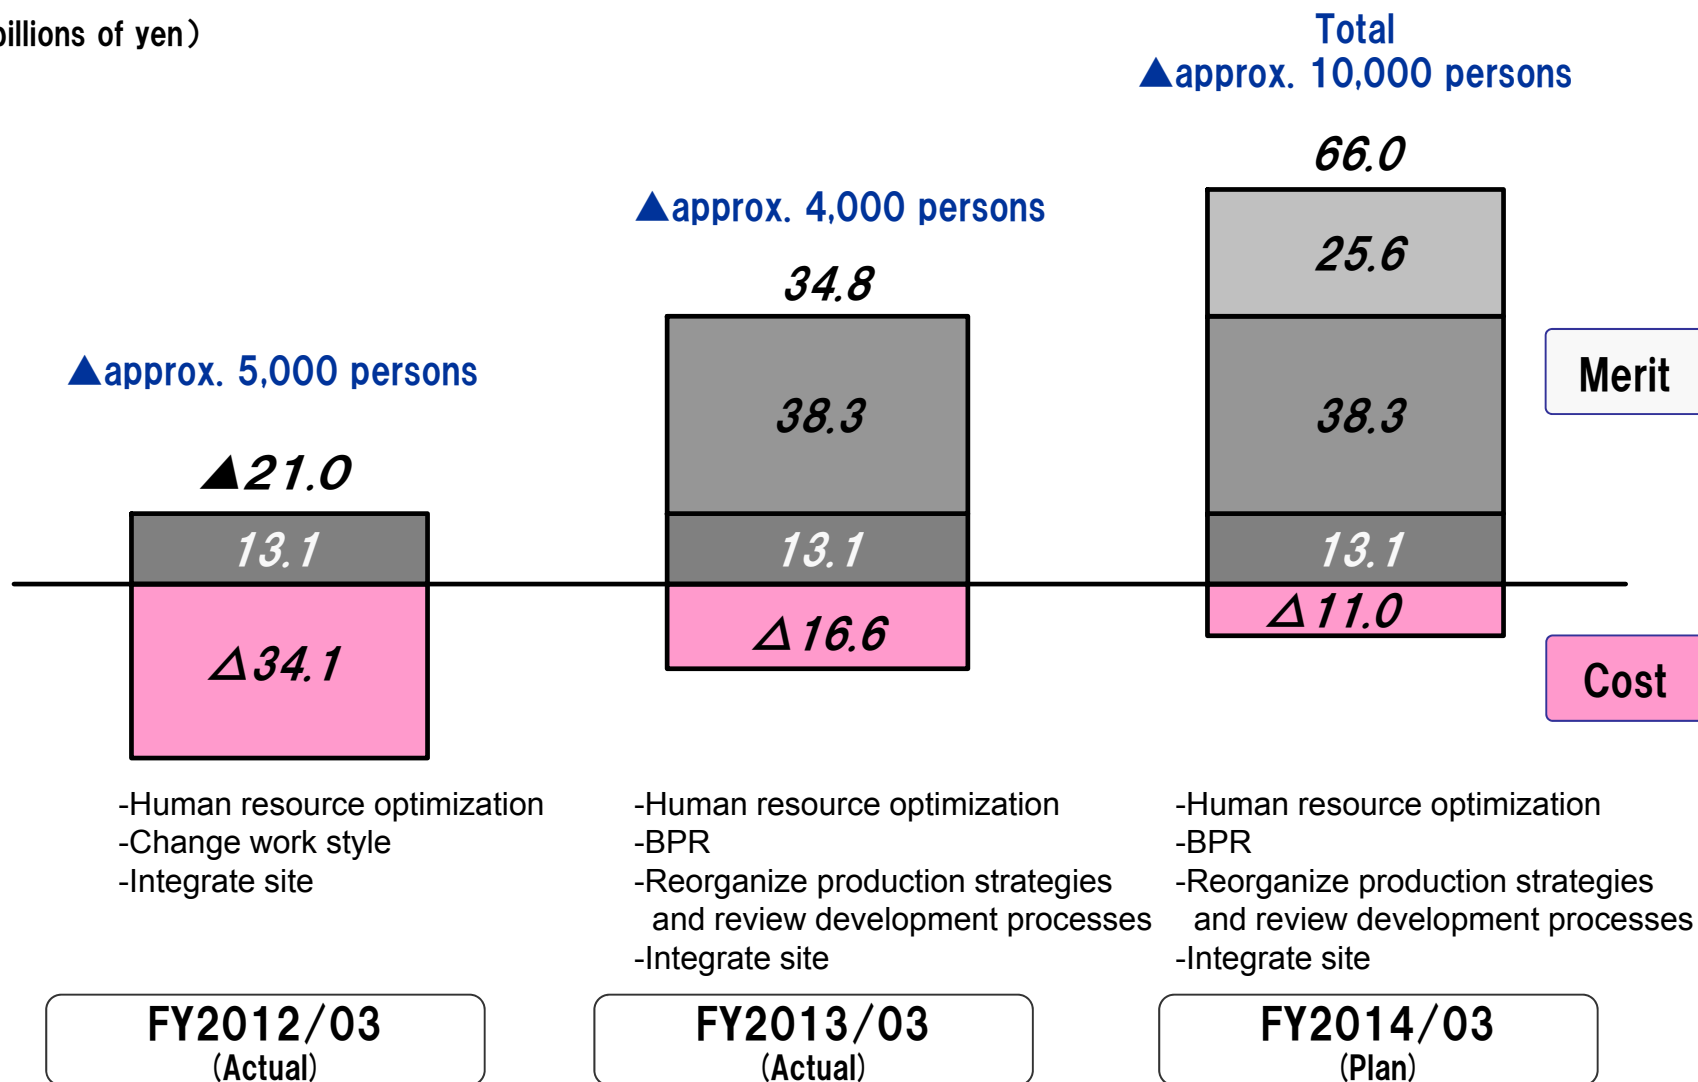 billions of yen)
Total
▲approx. 10,000 persons
66.0
25.6
38.3
13.1
△11.0
▲approx. 4,000 persons
34.8
38.3
13.1
△16.6
▲approx. 5,000 persons
▲21.0
13.1
△34.1
Merit
Cost
-Human resource optimization
-Change work style
-Integrate site
-Human resource optimization
-BPR
-Reorganize production strategies
and review development processes
-Integrate site
-Human resource optimization
-BPR
-Reorganize production strategies
and review development processes
-Integrate site
FY2012/03
(Actual)
FY2013/03
(Actual)
FY2014/03
(Plan)